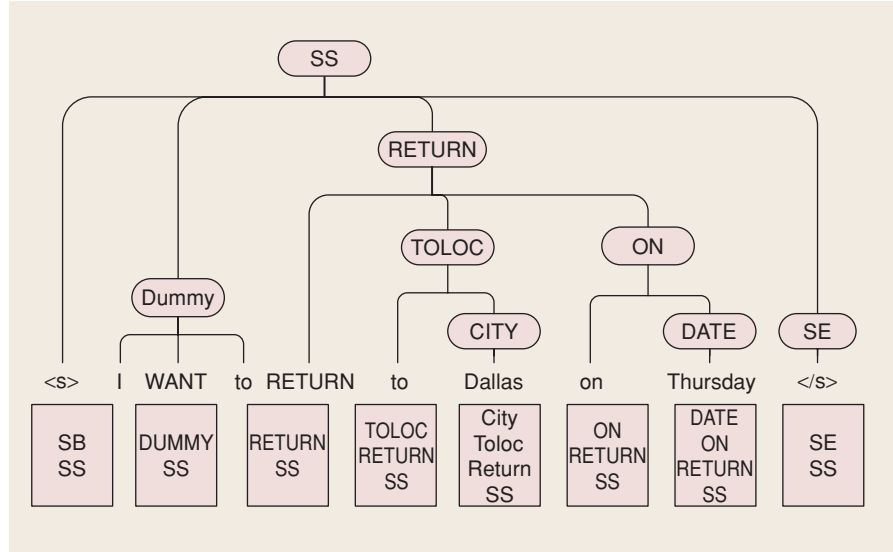 SS
RETURN
TOLOC ON
Dummy
CITY DATE SE
<s> I WANT to RETURN to Dallas on Thursday </s>
SB
SS
DUMMY
SS
RETURN
SS
TOLOC
RETURN
SS
City
Toloc
Return
SS
ON
RETURN
SS
DATE
ON
RETURN
SS
SE
SS